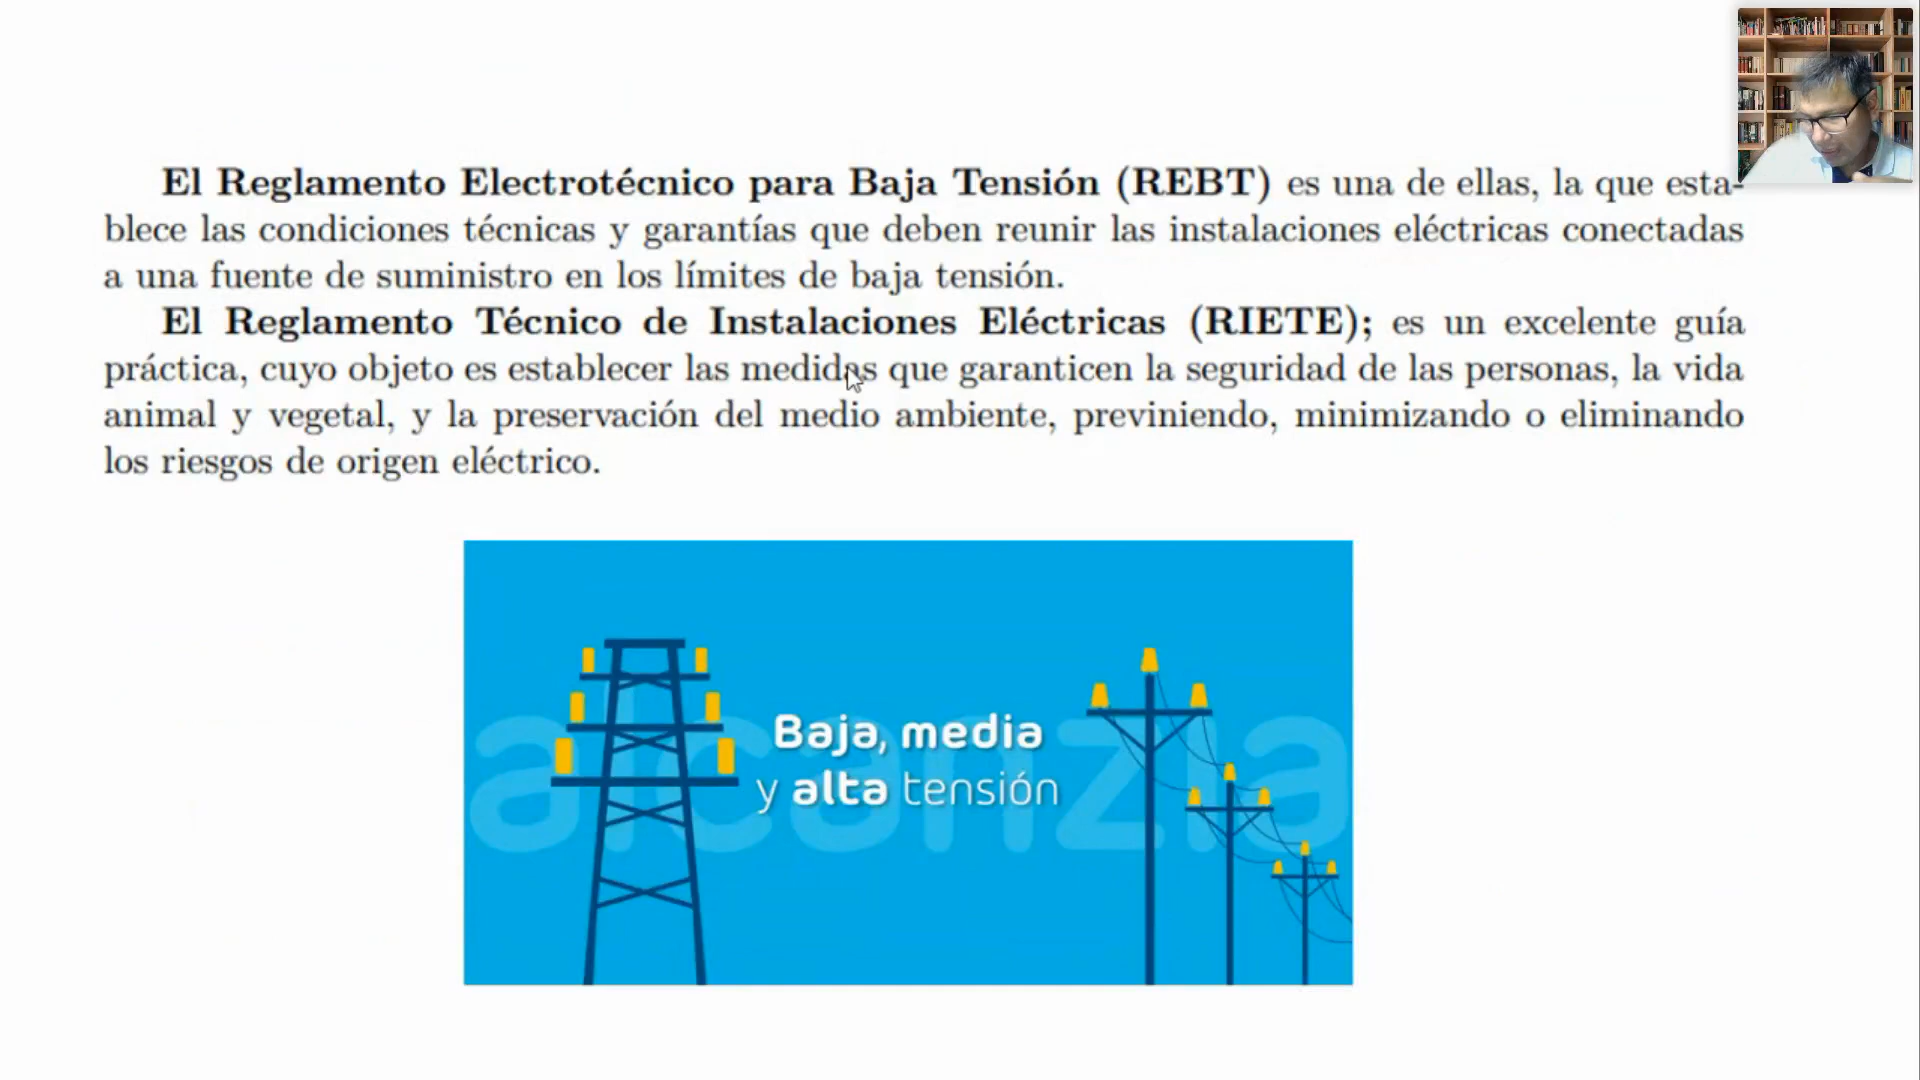 El Reglamento Electrotécnico para Baja Tensión (REBT) es una de ellas, la que esta-
blece las condiciones técnicas y garantías que deben reunir las instalaciones eléctricas conectadas
a una fuente de suministro en los límites de baja tensión.
El Reglamento Técnico de Instalaciones Eléctricas (RIETE); es un excelente guía
práctica, cuyo objeto es establecer las medidas que garanticen la seguridad de las personas, la vida
animal y vegetal, y la preservación del medio ambiente, previniendo, minimizando o eliminando
los riesgos de origen eléctrico.
alcanzia
Baja, media
y alta tensión